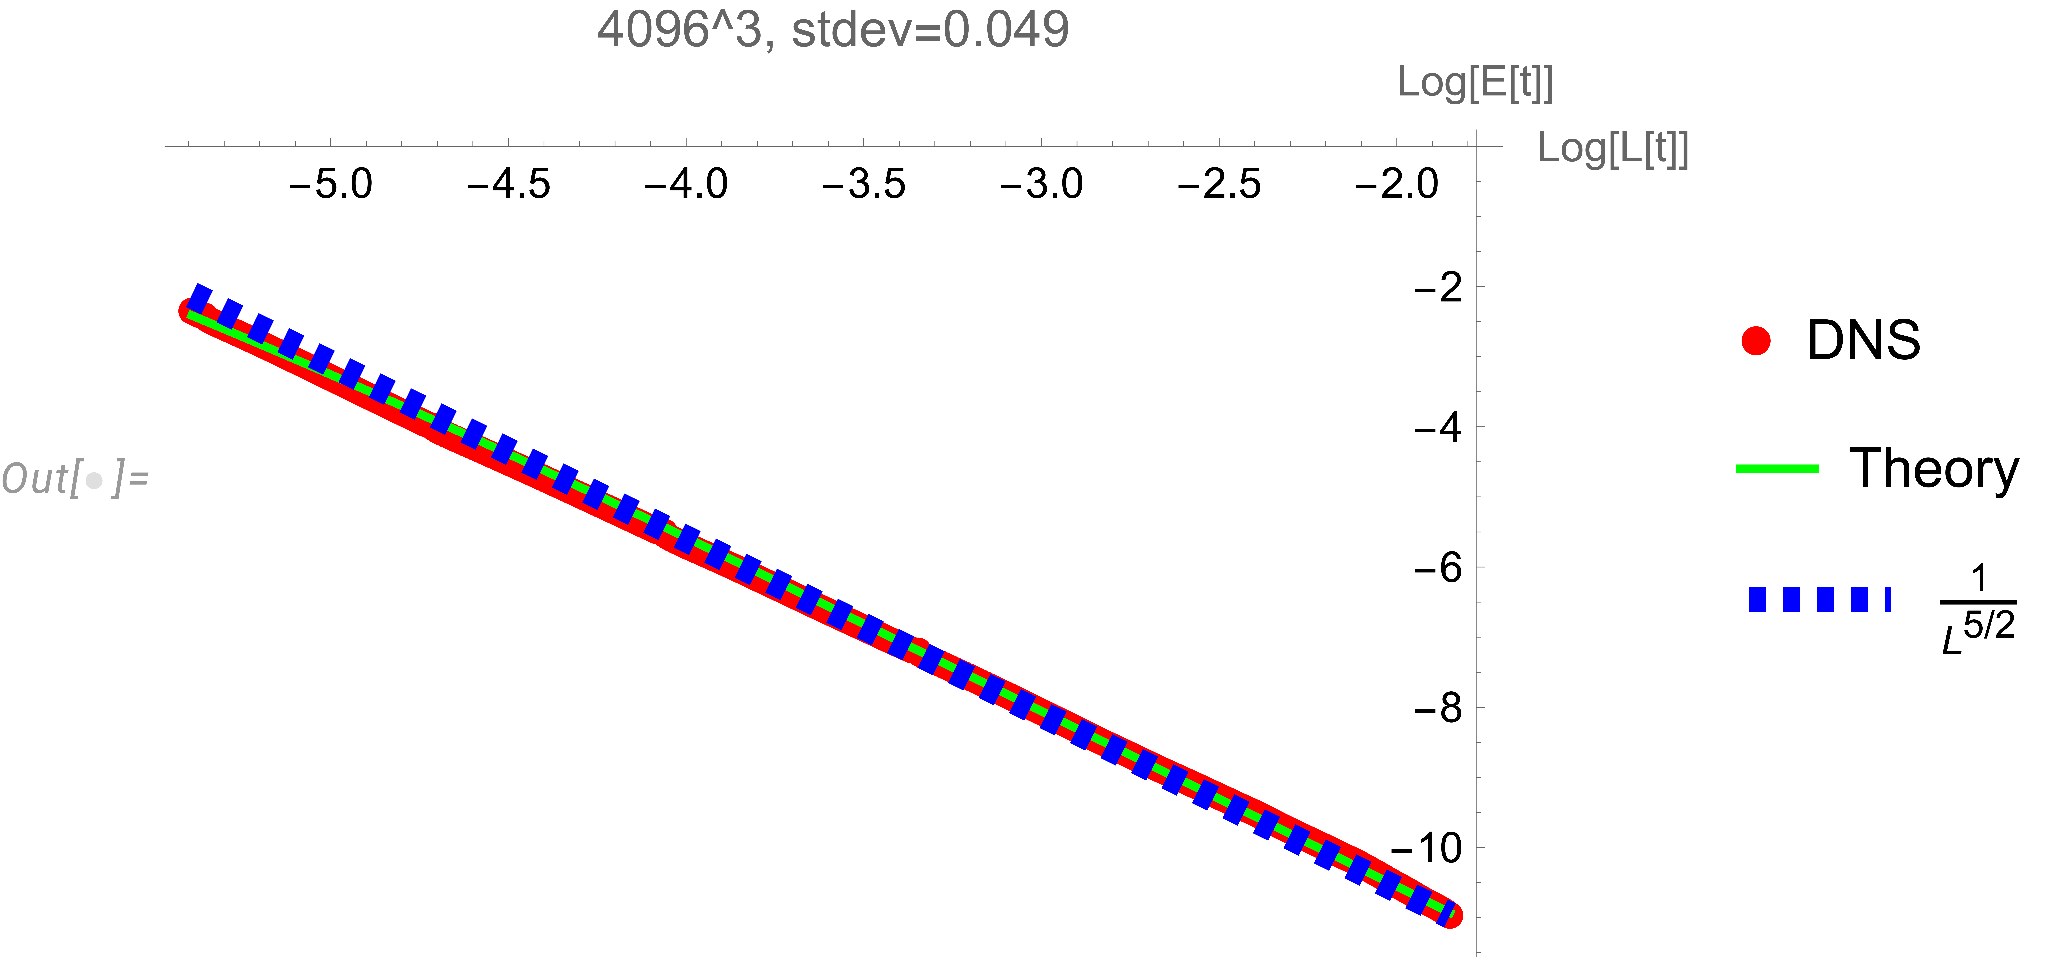 4096^3, stdev=0.049
Log[E[t]]
Log[L[t]]
−5.0 −4.5 −4.0 −3.5 −3.0 −2.5 −2.0
−2
−4
−6
−8
−10
Out[●]=
DNS
Theory
1
L^5/2